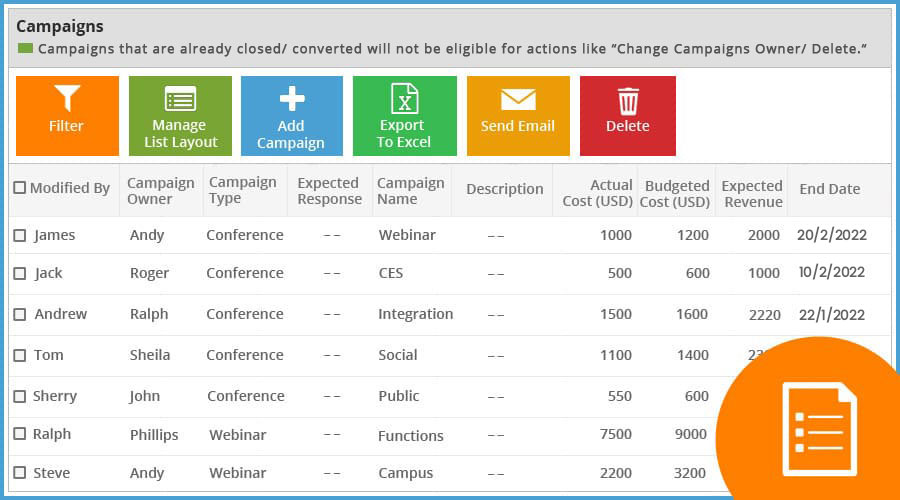 Campaigns
Campaigns that are already closed/ converted will not be eligible for actions like “Change Campaigns Owner/ Delete.”
Filter
Manage
List Layout
Add
Campaign
Export
To Excel
Send Email
Delete
Modified By Campaign Owner Campaign Type Expected Response Campaign Name Description Actual Cost (USD) Budgeted Cost (USD) Expected Revenue End Date
James Andy Conference -- Webinar -- 1000 1200 2000 20/2/2022
Jack Roger Conference -- CES -- 500 600 1000 10/2/2022
Andrew Ralph Conference -- Integration -- 1500 1600 2220 22/1/2022
Tom Sheila Conference -- Social -- 1100 1400
Sherry John Conference -- Public -- 550 600
Ralph Phillips Webinar -- Functions -- 7500 9000
Steve Andy Webinar -- Campus -- 2200 3200